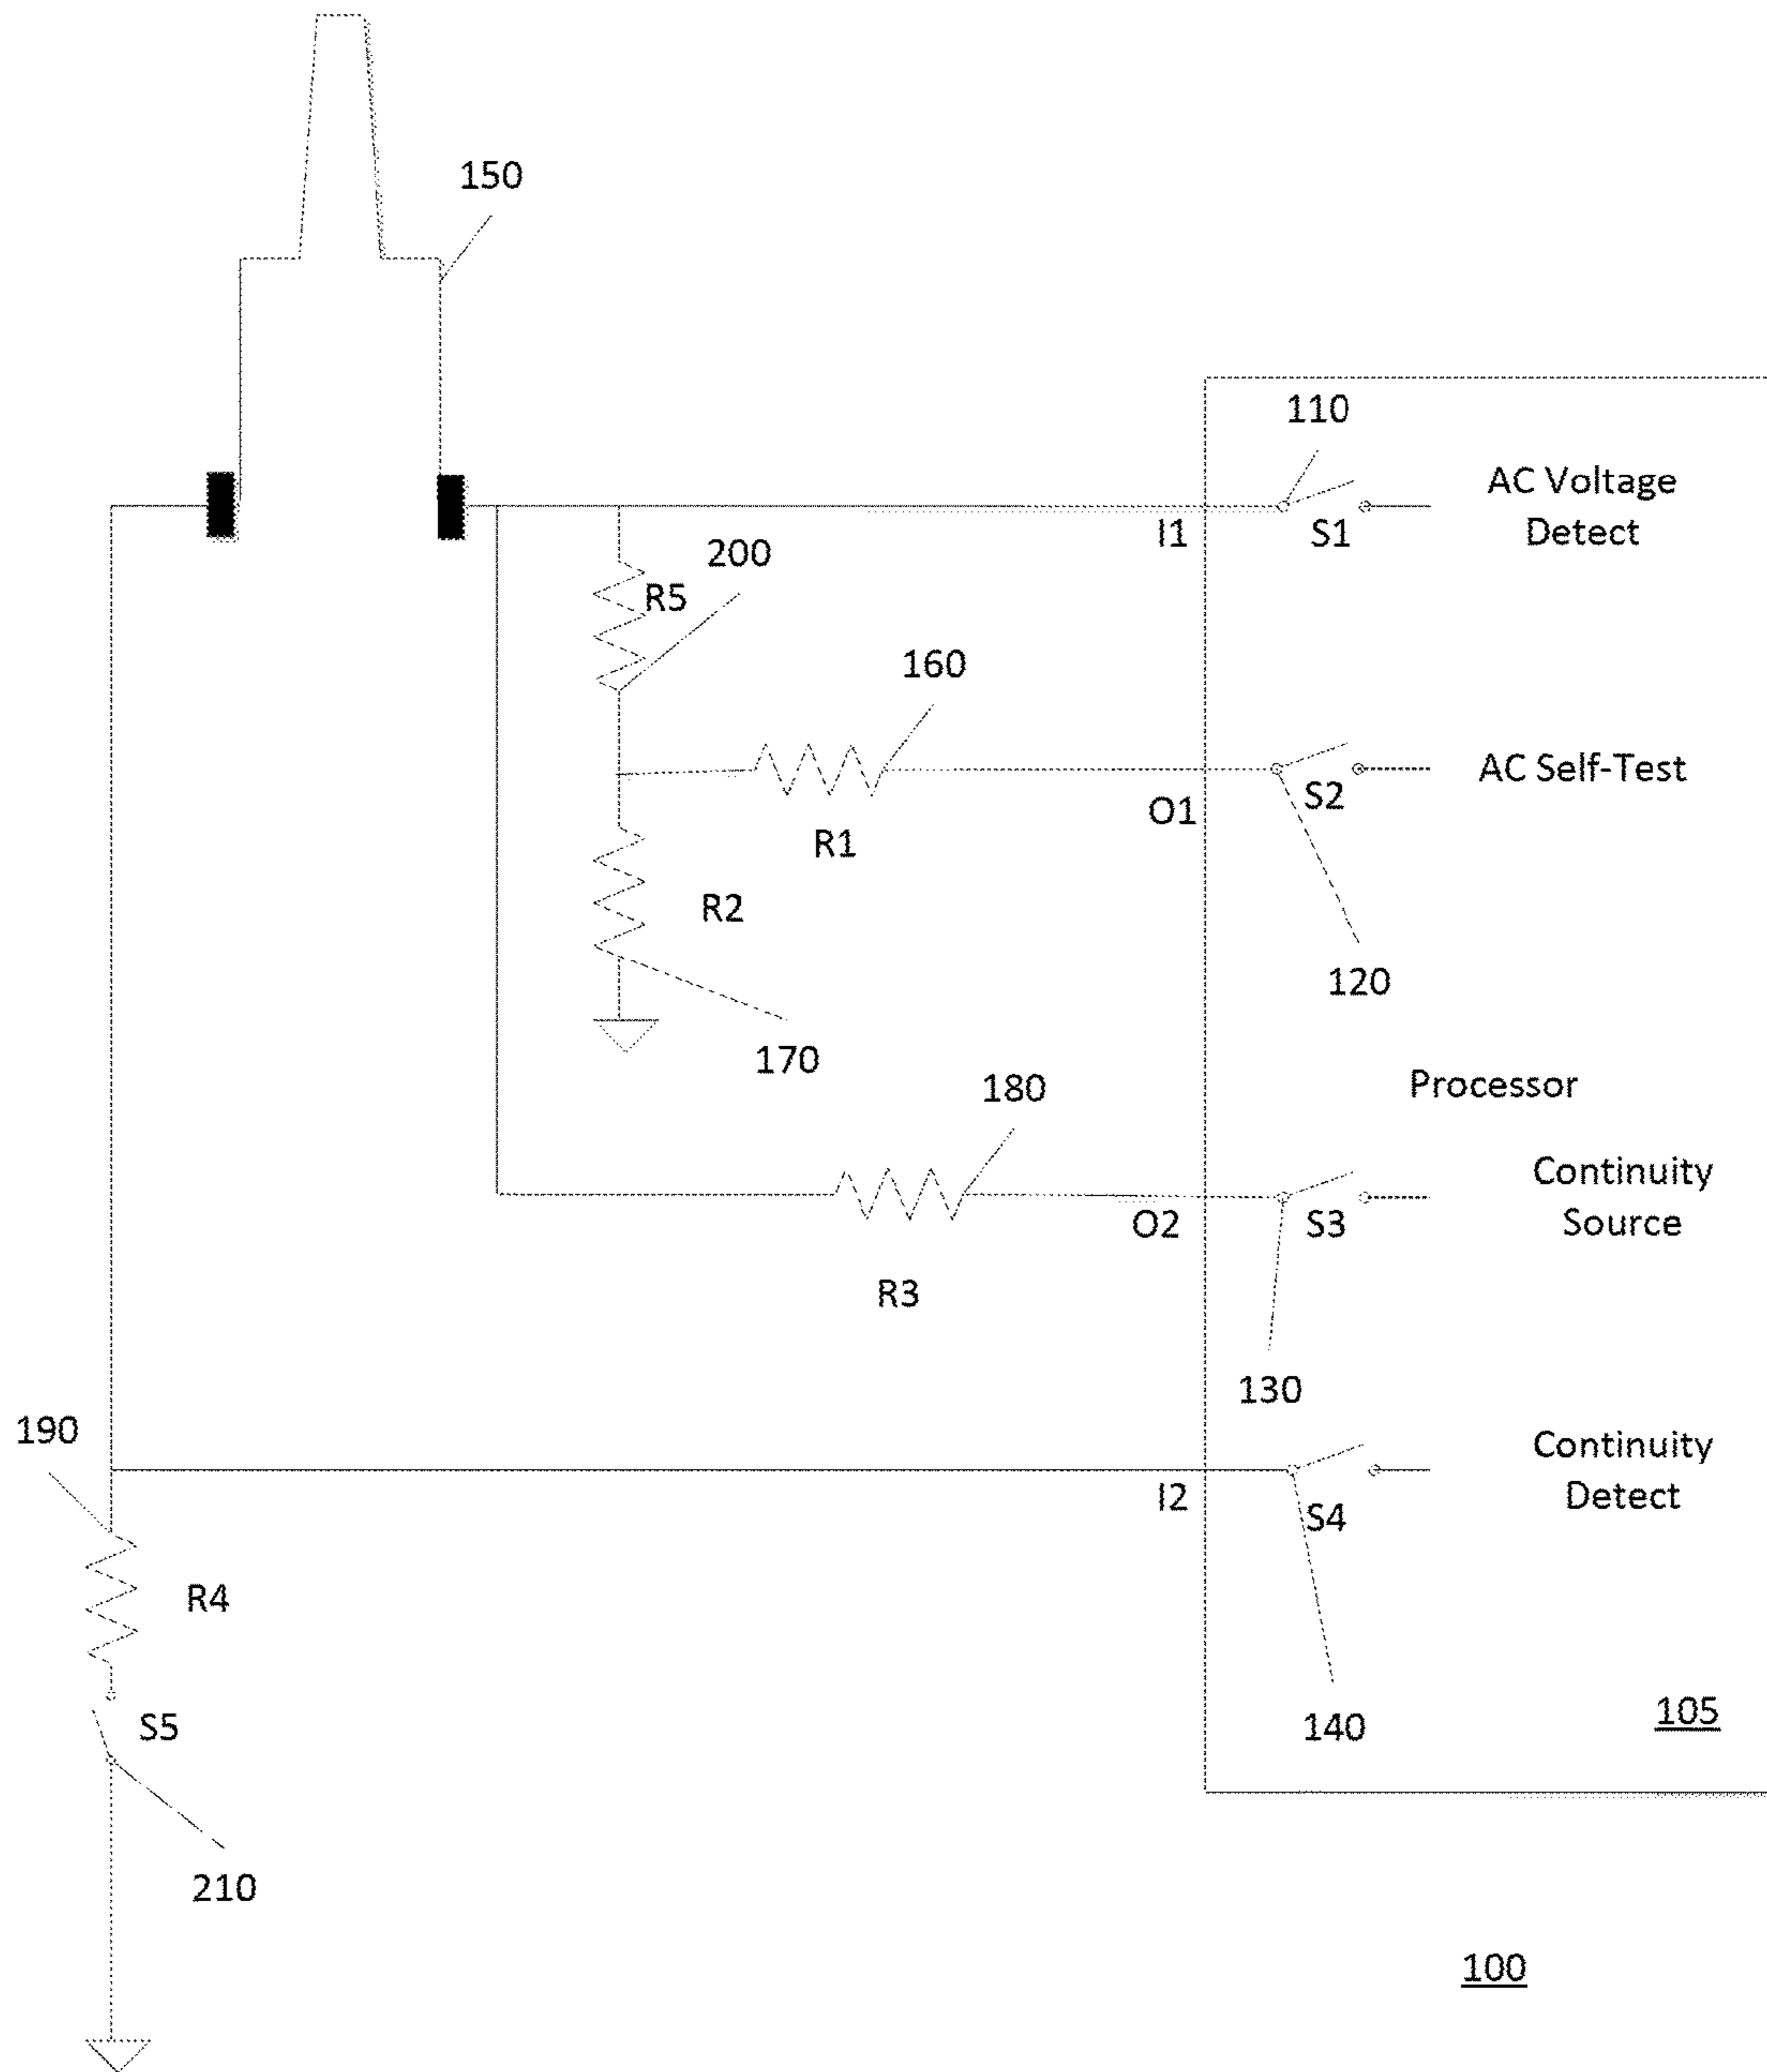 150
110
AC Voltage
Detect
I1
S1
200
R5
160
AC Self-Test
O1
S2
R1
R2
120
170
180
Processor
Continuity
Source
O2
S3
R3
130
190
Continuity
Detect
I2
S4
R4
S5
140
105
210
100